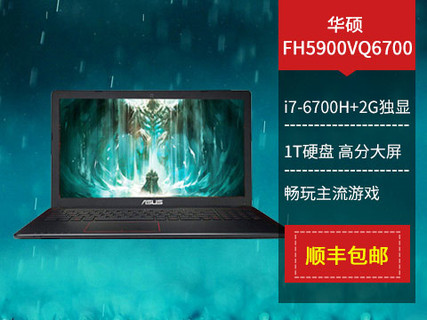 华硕
FH5900VQ6700
i7-6700H+2G独显
1T硬盘 高分大屏
畅玩主流游戏
顺丰包邮
ASUS